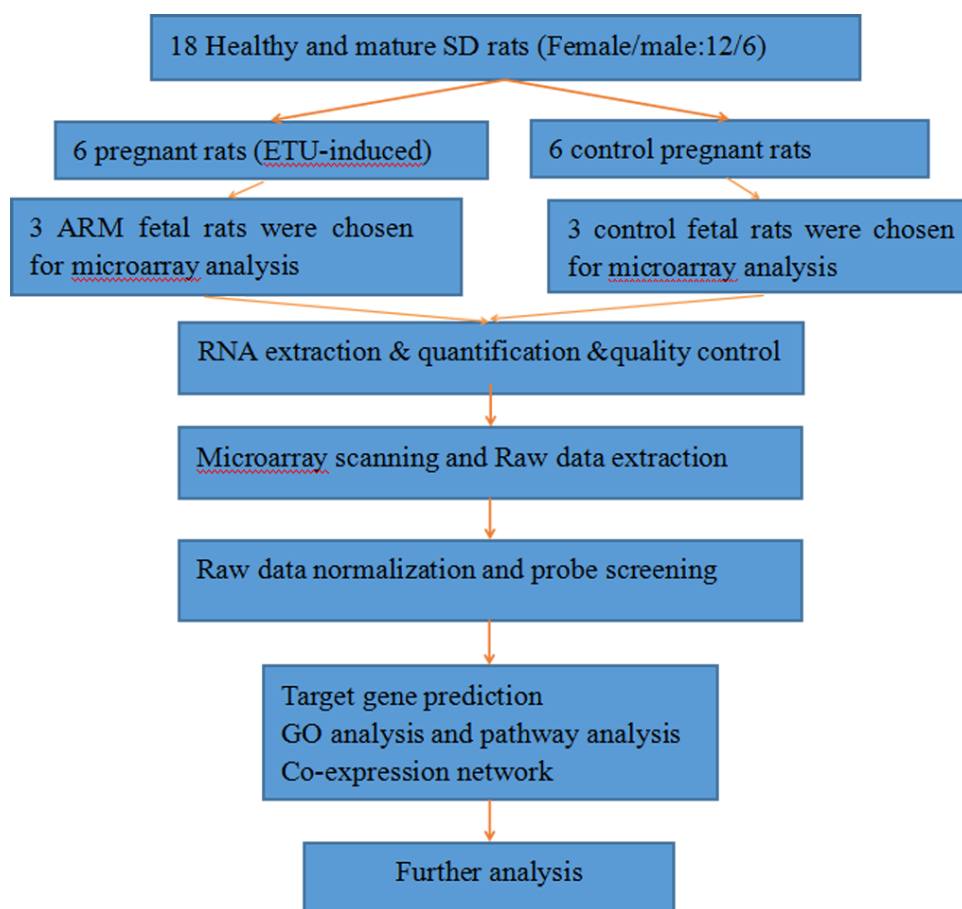 18 Healthy and mature SD rats (Female/male:12/6)
6 pregnant rats (ETU-induced)
6 control pregnant rats
3 ARM fetal rats were chosen
for microarray analysis
3 control fetal rats were chosen
for microarray analysis
RNA extraction & quantification &quality control
Microarray scanning and Raw data extraction
Raw data normalization and probe screening
Target gene prediction
GO analysis and pathway analysis
Co-expression network
Further analysis